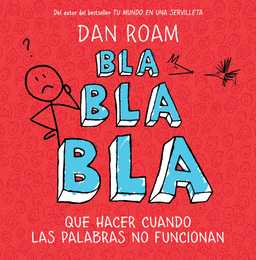 Del autor del bestseller TU MUNDO EN UNA SERVILLETA
DAN ROAM
BLA
BLA
BLA
QUE HACER CUANDO
LAS PALABRAS NO FUNCIONAN